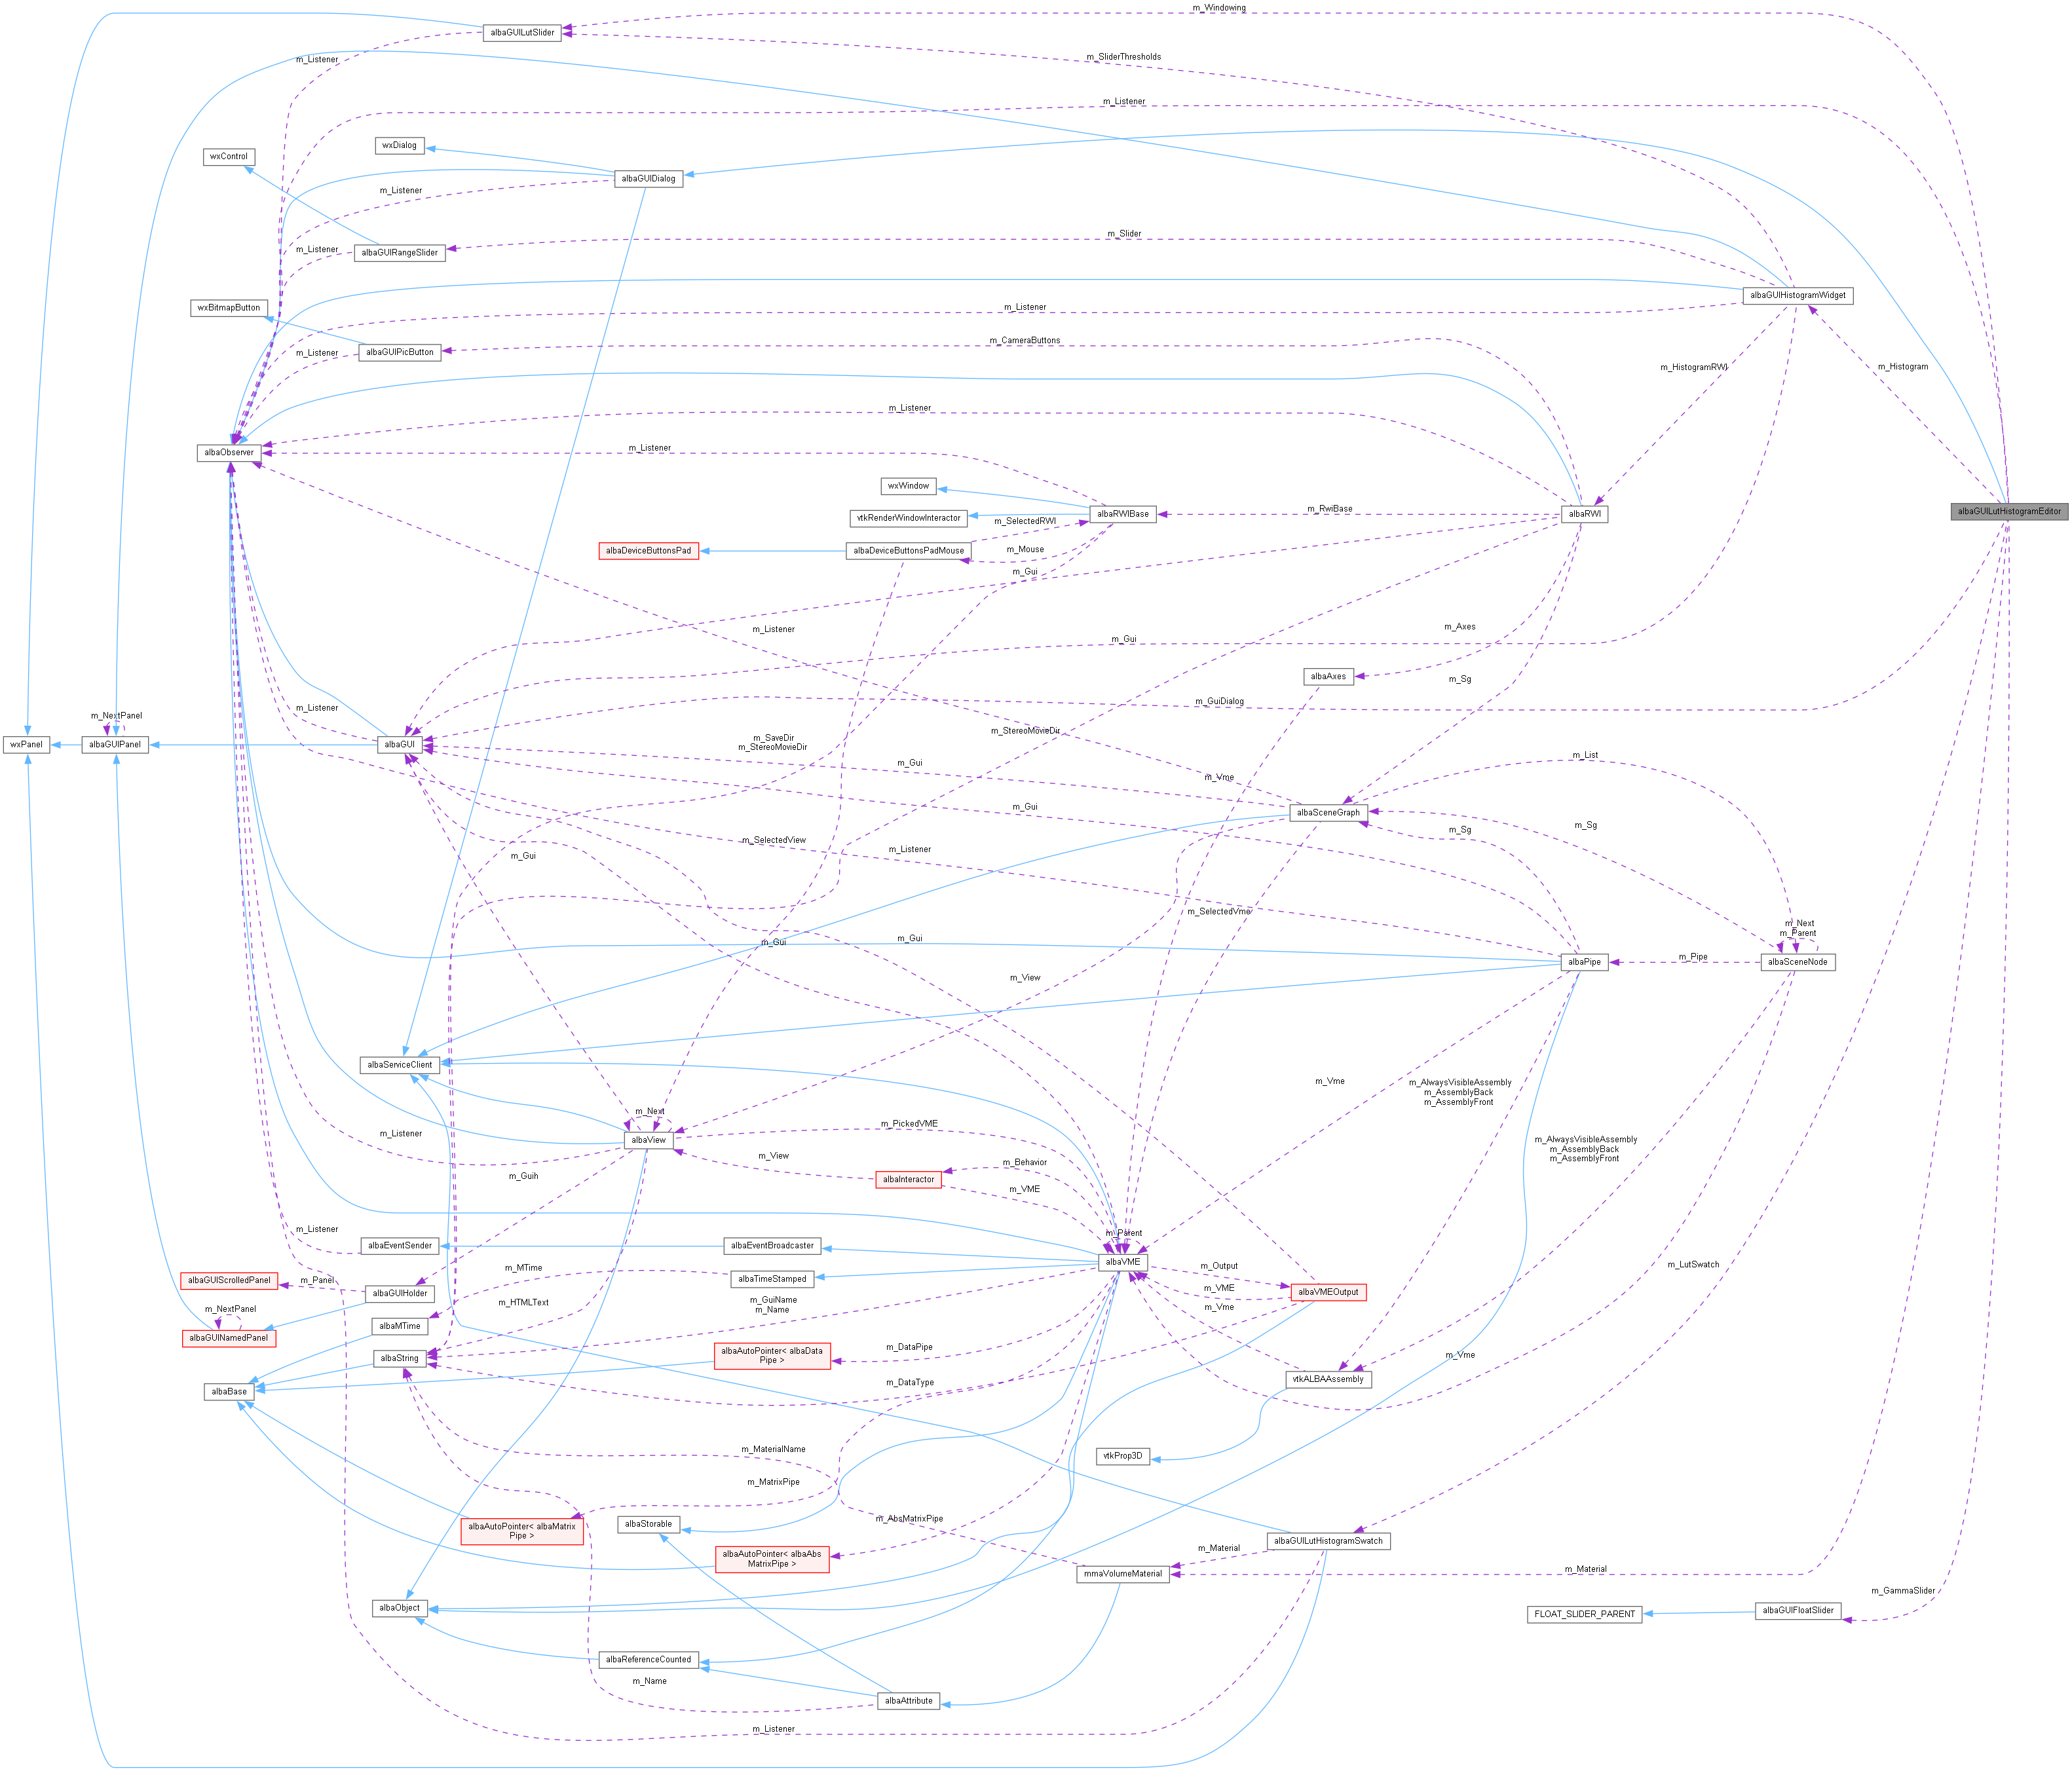 m_Windowing
albaGUILutSlider
m_Listener
m_SliderThresholds
m_Listener
wxDialog
wxControl
albaGUIDialog
m_Listener
m_Slider
m_Listener
albaGUIRangeSlider
albaGUIHistogramWidget
wxBitmapButton
m_Listener
m_CameraButtons
albaGUIPicButton
m_Listener
m_HistogramRWI
m_Histogram
m_Listener
m_Listener
albaObserver
wxWindow
m_RwiBase
albaGUILutHistogramEditor
vtkRenderWindowInteractor
albaRWIBase
albaRWI
m_SelectedRWI
albaDeviceButtonsPad
albaDeviceButtonsPadMouse
m_Mouse
m_Gui
m_Listener
m_Gui
m_Axes
albaAxes
m_Sg
m_GuiDialog
m_Listener
m_NextPanel
m_StereoMovieDir
m_SaveDir
m_StereoMovieDir
wxPanel
albaGUIPanel
albaGUI
m_List
m_Gui
m_Vme
m_Gui
albaSceneGraph
m_Sg
m_Sg
m_SelectedView
m_Listener
m_Gui
m_SelectedVme
m_Next
m_Parent
m_Gui
m_Gui
m_Pipe
albaPipe
albaSceneNode
m_View
albaServiceClient
m_Vme
m_AlwaysVisibleAssembly
m_AssemblyBack
m_AssemblyFront
m_Next
m_PickedVME
m_Listener
albaView
m_AlwaysVisibleAssembly
m_AssemblyBack
m_AssemblyFront
m_View
m_Behavior
m_Guih
albaInteractor
m_VME
m_Listener
m_Parent
albaEventSender
albaEventBroadcaster
albaVME
m_Output
m_LutSwatch
m_MTime
albaGUIScrolledPanel
m_Panel
albaTimeStamped
m_VME
albaVMEOutput
albaGUIHolder
m_HTMLText
m_GuiName
m_Name
m_Vme
m_NextPanel
albaMTime
albaGUINamedPanel
m_DataPipe
albaAutoPointer< albaData
Pipe >
albaString
m_Vme
albaBase
m_DataType
vtkALBAAssembly
m_MaterialName
vtkProp3D
m_MatrixPipe
albaAutoPointer< albaMatrix
Pipe >
albaStorable
m_AbsMatrixPipe
albaGUILutHistogramSwatch
albaAutoPointer< albaAbs
MatrixPipe >
m_Material
mmaVolumeMaterial
m_Material
m_GammaSlider
albaObject
FLOAT_SLIDER_PARENT
albaGUIFloatSlider
albaReferenceCounted
m_Name
albaAttribute
m_Listener